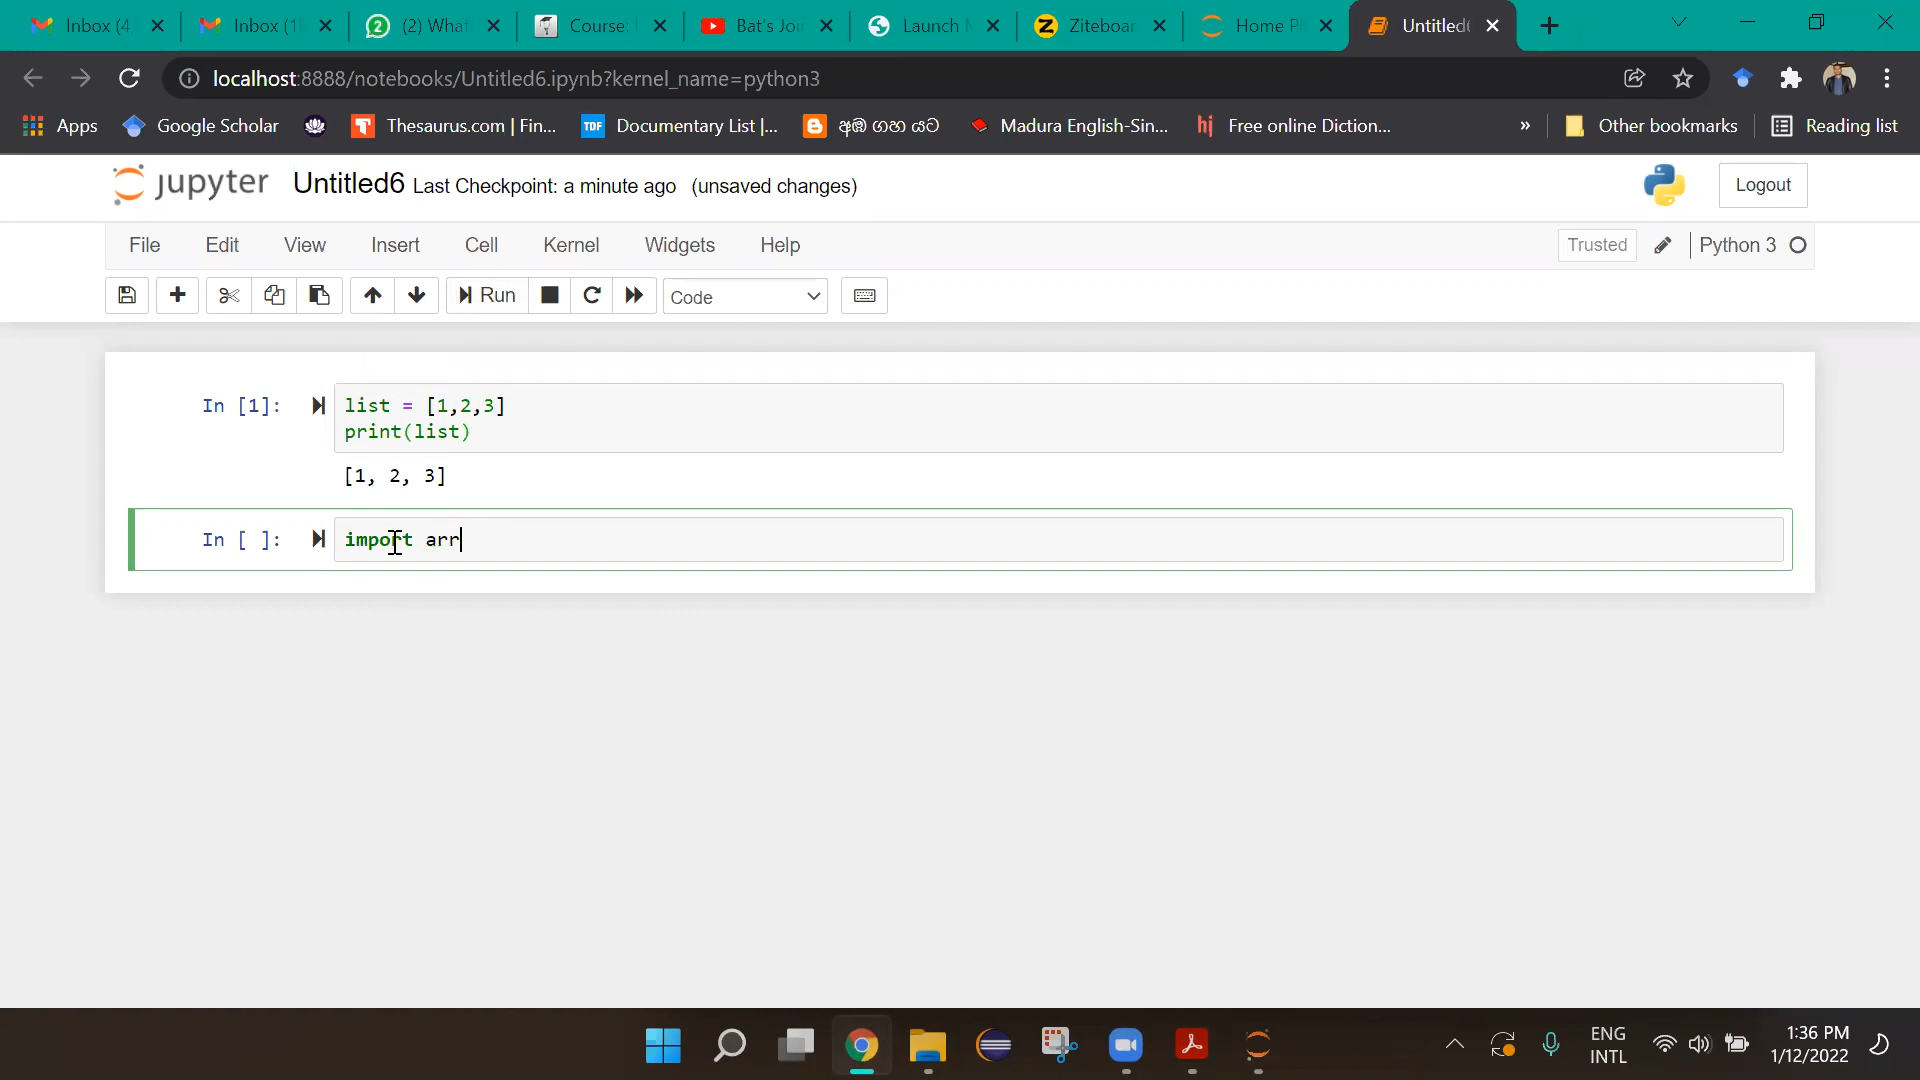 Inbox (4
Inbox (1
(2) What
Course:
Bat's Joi
Launch
Ziteboar
Home P
Untitled
localhost:8888/notebooks/Untitled6.ipynb?kernel_name=python3
Apps
Google Scholar
Thesaurus.com | Fin...
TDF
Documentary List |...
අඹ ගහ යට
Madura English-Sin...
hj
Free online Diction...
»
Other bookmarks
Reading list
jupyter
Untitled6
Last Checkpoint: a minute ago
(unsaved changes)
Logout
File
Edit
View
Insert
Cell
Kernel
Widgets
Help
Trusted
Python 3
Run
Code
In [1]:
list = [1,2,3]
print(list)
[1, 2, 3]
In [ ]:
import arr
ENG
INTL
1:36 PM
1/12/2022